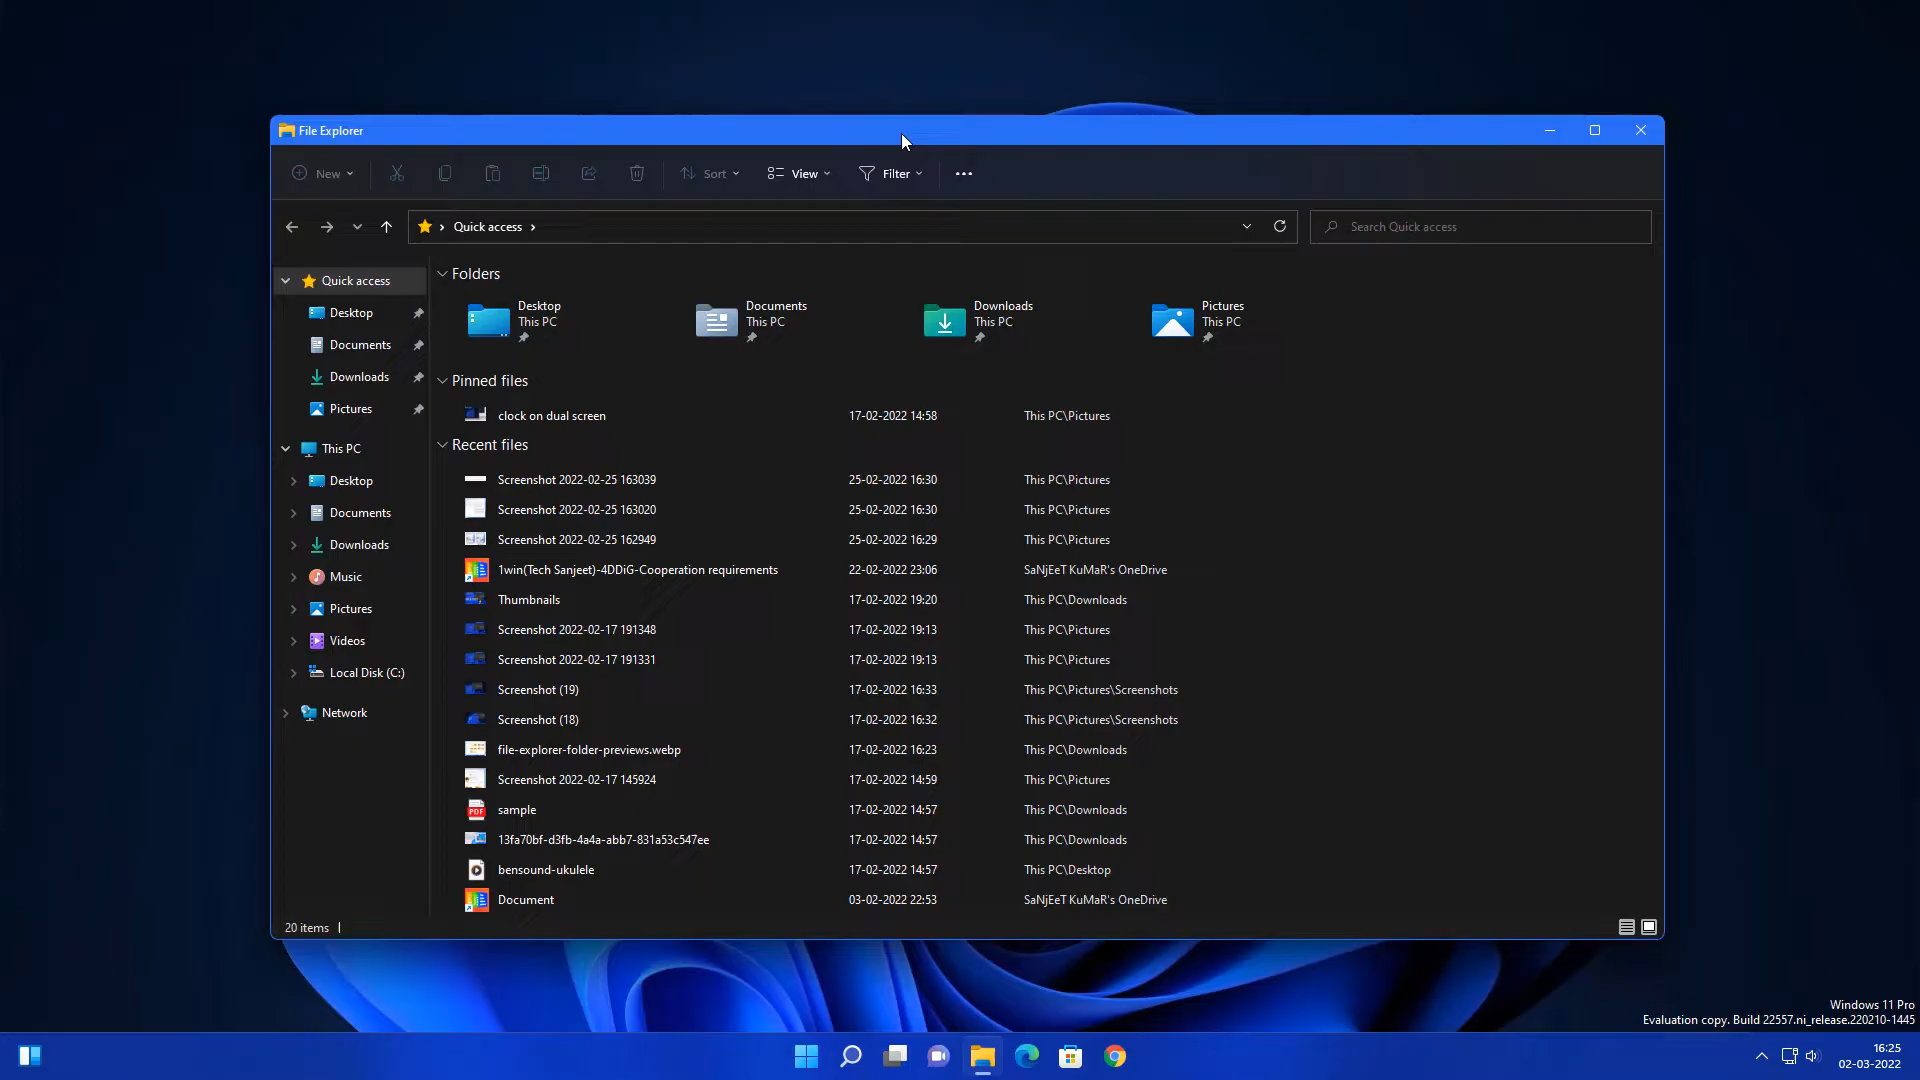 File Explorer
New
Sort
View
Filter
Quick access
Search Quick access
Quick access
Desktop
Documents
Downloads
Pictures
This PC
Desktop
Documents
Downloads
Music
Pictures
Videos
Local Disk (C:)
Network
Folders
Desktop
This PC
Documents
This PC
Downloads
This PC
Pictures
This PC
Pinned files
clock on dual screen 17-02-2022 14:58 This PC\Pictures
Recent files
Screenshot 2022-02-25 163039 25-02-2022 16:30 This PC\Pictures
Screenshot 2022-02-25 163020 25-02-2022 16:30 This PC\Pictures
Screenshot 2022-02-25 162949 25-02-2022 16:29 This PC\Pictures
1win(Tech Sanjeet)-4DDiG-Cooperation requirements 22-02-2022 23:06 SaNjEeT KuMaR's OneDrive
Thumbnails 17-02-2022 19:20 This PC\Downloads
Screenshot 2022-02-17 191348 17-02-2022 19:13 This PC\Pictures
Screenshot 2022-02-17 191331 17-02-2022 19:13 This PC\Pictures
Screenshot (19) 17-02-2022 16:33 This PC\Pictures\Screenshots
Screenshot (18) 17-02-2022 16:32 This PC\Pictures\Screenshots
file-explorer-folder-previews.webp 17-02-2022 16:23 This PC\Downloads
Screenshot 2022-02-17 145924 17-02-2022 14:59 This PC\Pictures
sample 17-02-2022 14:57 This PC\Downloads
13fa70bf-d3fb-4a4a-abb7-831a53c547ee 17-02-2022 14:57 This PC\Downloads
bensound-ukulele 17-02-2022 14:57 This PC\Desktop
Document 03-02-2022 22:53 SaNjEeT KuMaR's OneDrive
20 items
Windows 11 Pro
Evaluation copy. Build 22557.ni_release.220210-1445
16:25
02-03-2022